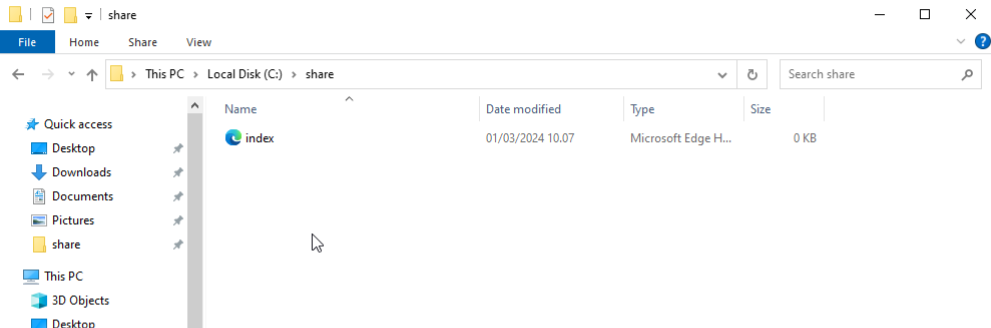 share
File Home Share View
This PC Local Disk (C:) share
Search share
Name Date modified Type Size
index 01/03/2024 10.07 Microsoft Edge H... 0 KB
Quick access
Desktop
Downloads
Documents
Pictures
share
This PC
3D Objects
Desktop